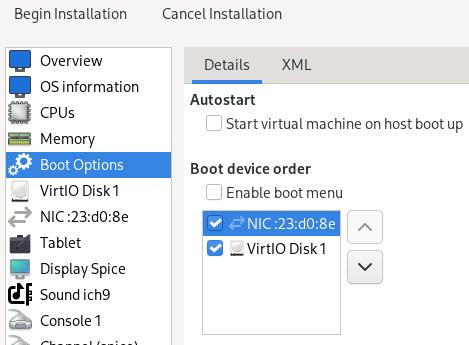 Begin Installation
Cancel Installation
Overview
OS information
CPUs
Memory
Boot Options
VirtIO Disk 1
NIC :23:d0:8e
Tablet
Display Spice
Sound ich9
Console 1
Channel (spice)
Details
XML
Autostart
Start virtual machine on host boot up
Boot device order
Enable boot menu
NIC :23:d0:8e
VirtIO Disk 1